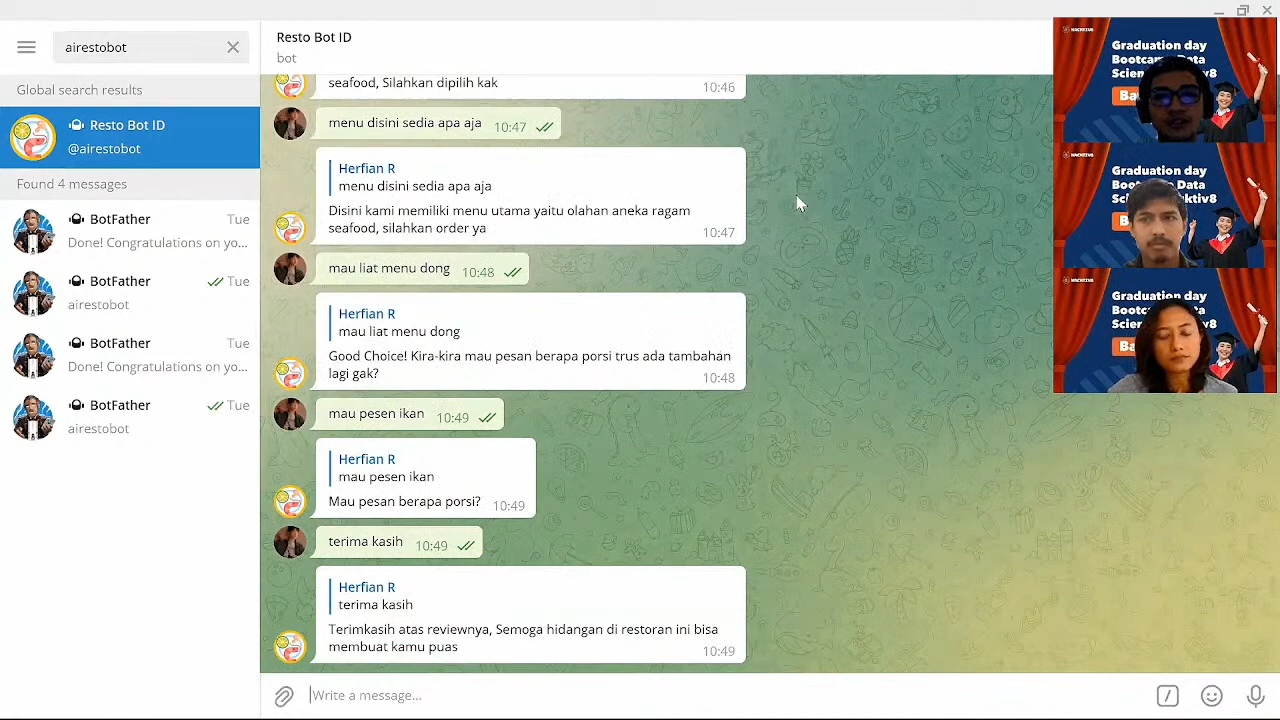 airestobot
Global search results
Resto Bot ID
@airestobot
Found 4 messages
BotFather Tue
Done! Congratulations on yo...
BotFather Tue
airestobot
BotFather Tue
Done! Congratulations on yo...
BotFather Tue
airestobot
Resto Bot ID
bot
seafood, Silahkan dipilih kak 10:46
menu disini sedia apa aja 10:47
Herfian R
menu disini sedia apa aja
Disini kami memiliki menu utama yaitu olahan aneka ragam
seafood, silahkan order ya 10:47
mau liat menu dong 10:48
Herfian R
mau liat menu dong
Good Choice! Kira-kira mau pesan berapa porsi trus ada tambahan
lagi gak? 10:48
mau pesen ikan 10:49
Herfian R
mau pesen ikan
Mau pesan berapa porsi? 10:49
terima kasih 10:49
Herfian R
terima kasih
Terimkasih atas reviewnya, Semoga hidangan di restoran ini bisa
membuat kamu puas 10:49
Write a message...
HACKTIV8
Graduation day
Bootcamp Data
HACKTIV8
Graduation day
Data
HACKTIV8
Graduation day